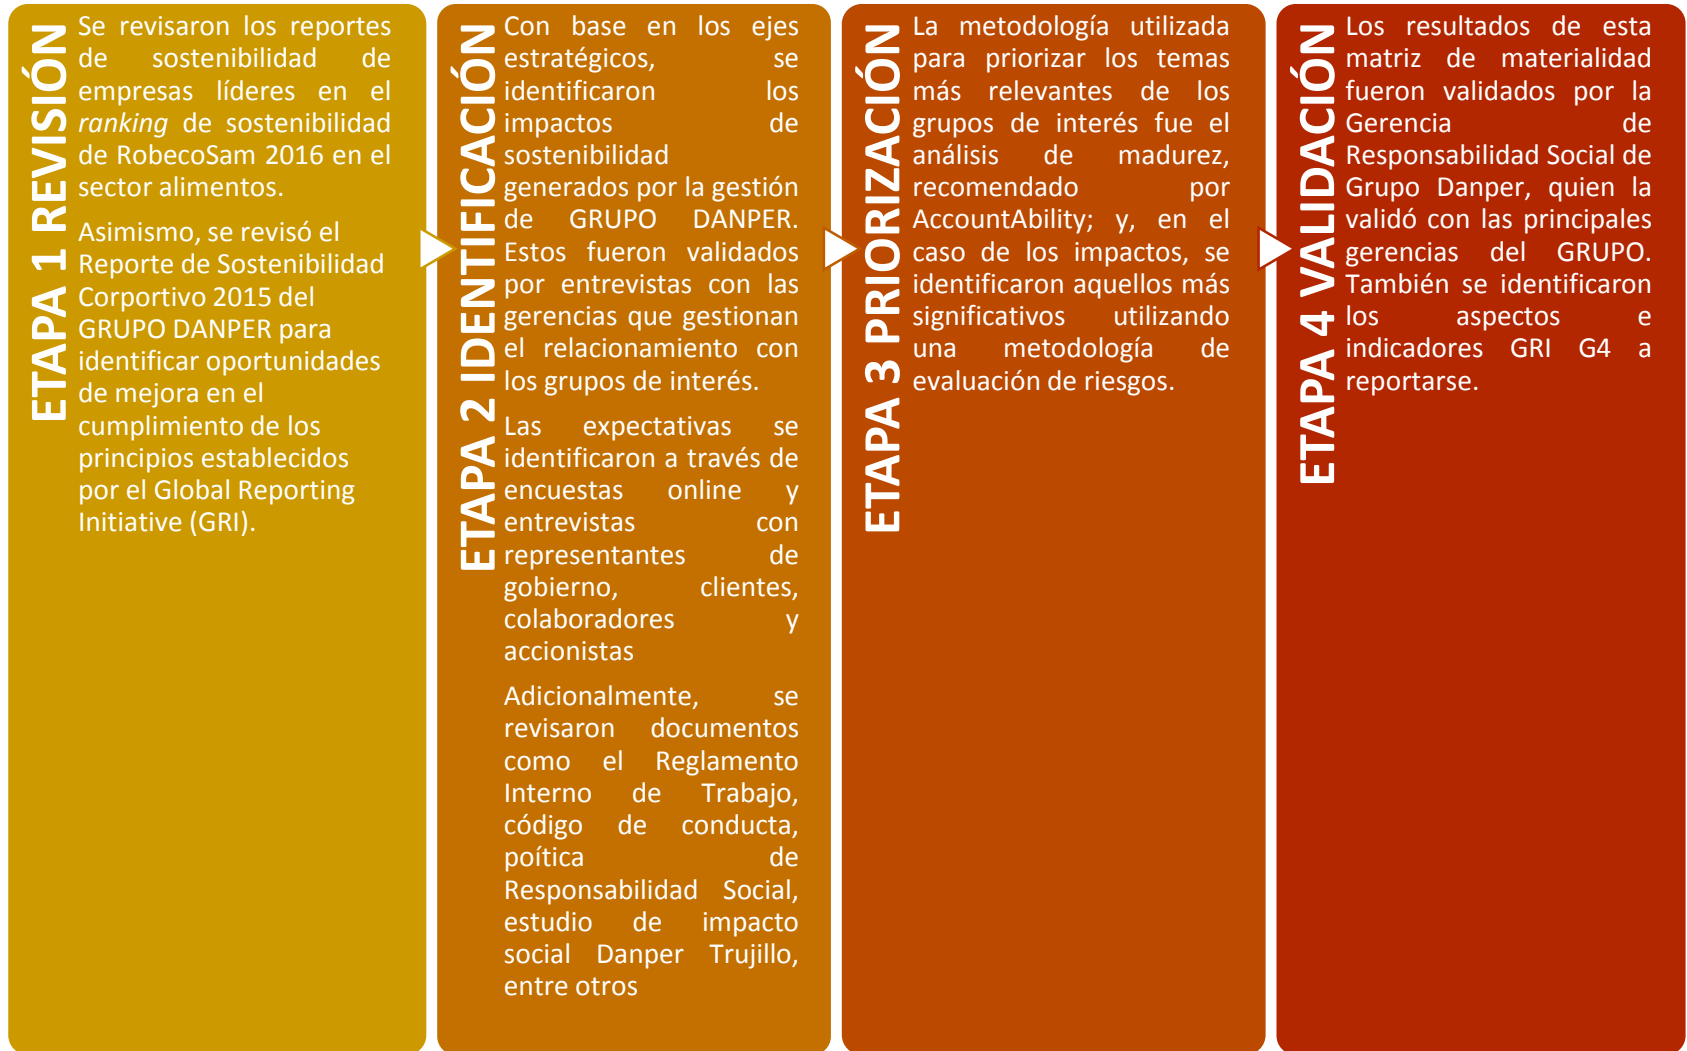 ETAPA 1 REVISIÓN
Se revisaron los reportes
de sostenibilidad de
empresas líderes en el
ranking de sostenibilidad
de RobecoSam 2016 en el
sector alimentos.
Asimismo, se revisó el
Reporte de Sostenibilidad
Corportivo 2015 del
GRUPO DANPER para
identificar oportunidades
de mejora en el
cumplimiento de los
principios establecidos
por el Global Reporting
Initiative (GRI).
ETAPA 2 IDENTIFICACIÓN
Con base en los ejes
estratégicos, se
identificaron los
impactos de
sostenibilidad
generados por la gestión
de GRUPO DANPER.
Estos fueron validados
por entrevistas con las
gerencias que gestionan
el relacionamiento con
los grupos de interés.
Las expectativas se
identificaron a través de
encuestas online y
entrevistas con
representantes de
gobierno, clientes,
colaboradores y
accionistas
Adicionalmente, se
revisaron documentos
como el Reglamento
Interno de Trabajo,
código de conducta,
poítica de
Responsabilidad Social,
estudio de impacto
social Danper Trujillo,
entre otros
ETAPA 3 PRIORIZACIÓN
La metodología utilizada
para priorizar los temas
más relevantes de los
grupos de interés fue el
análisis de madurez,
recomendado por
AccountAbility; y, en el
caso de los impactos, se
identificaron aquellos más
significativos utilizando
una metodología de
evaluación de riesgos.
ETAPA 4 VALIDACIÓN
Los resultados de esta
matriz de materialidad
fueron validados por la
Gerencia de
Responsabilidad Social de
Grupo Danper, quien la
validó con las principales
gerencias del GRUPO.
También se identificaron
los aspectos e
indicadores GRI G4 a
reportarse.